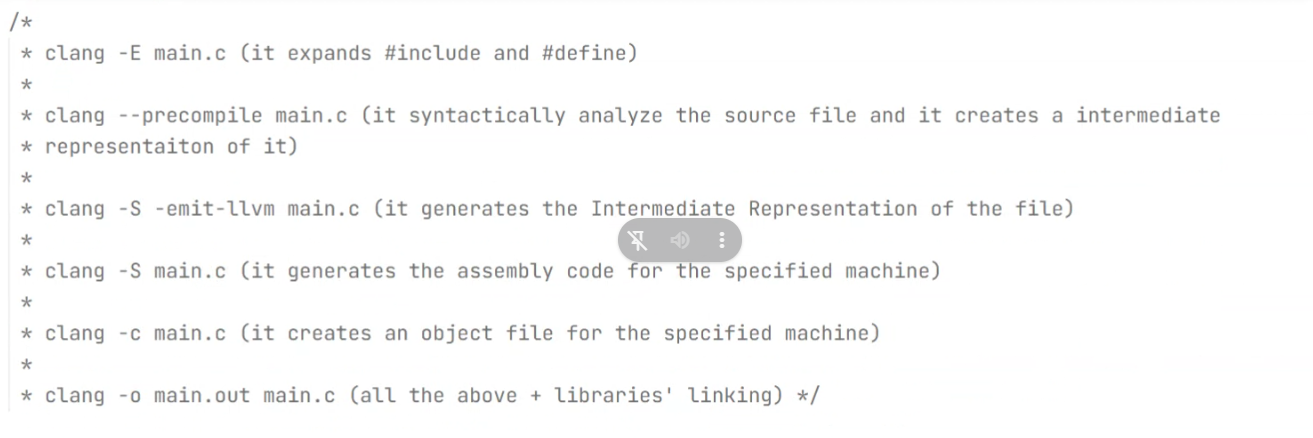 /*
* clang -E main.c (it expands #include and #define)
*
* clang --precompile main.c (it syntactically analyze the source file and it creates a intermediate
* representaiton of it)
*
* clang -S -emit-llvm main.c (it generates the Intermediate Representation of the file)
*
* clang -S main.c (it generates the assembly code for the specified machine)
*
* clang -c main.c (it creates an object file for the specified machine)
*
* clang -o main.out main.c (all the above + libraries' linking) */